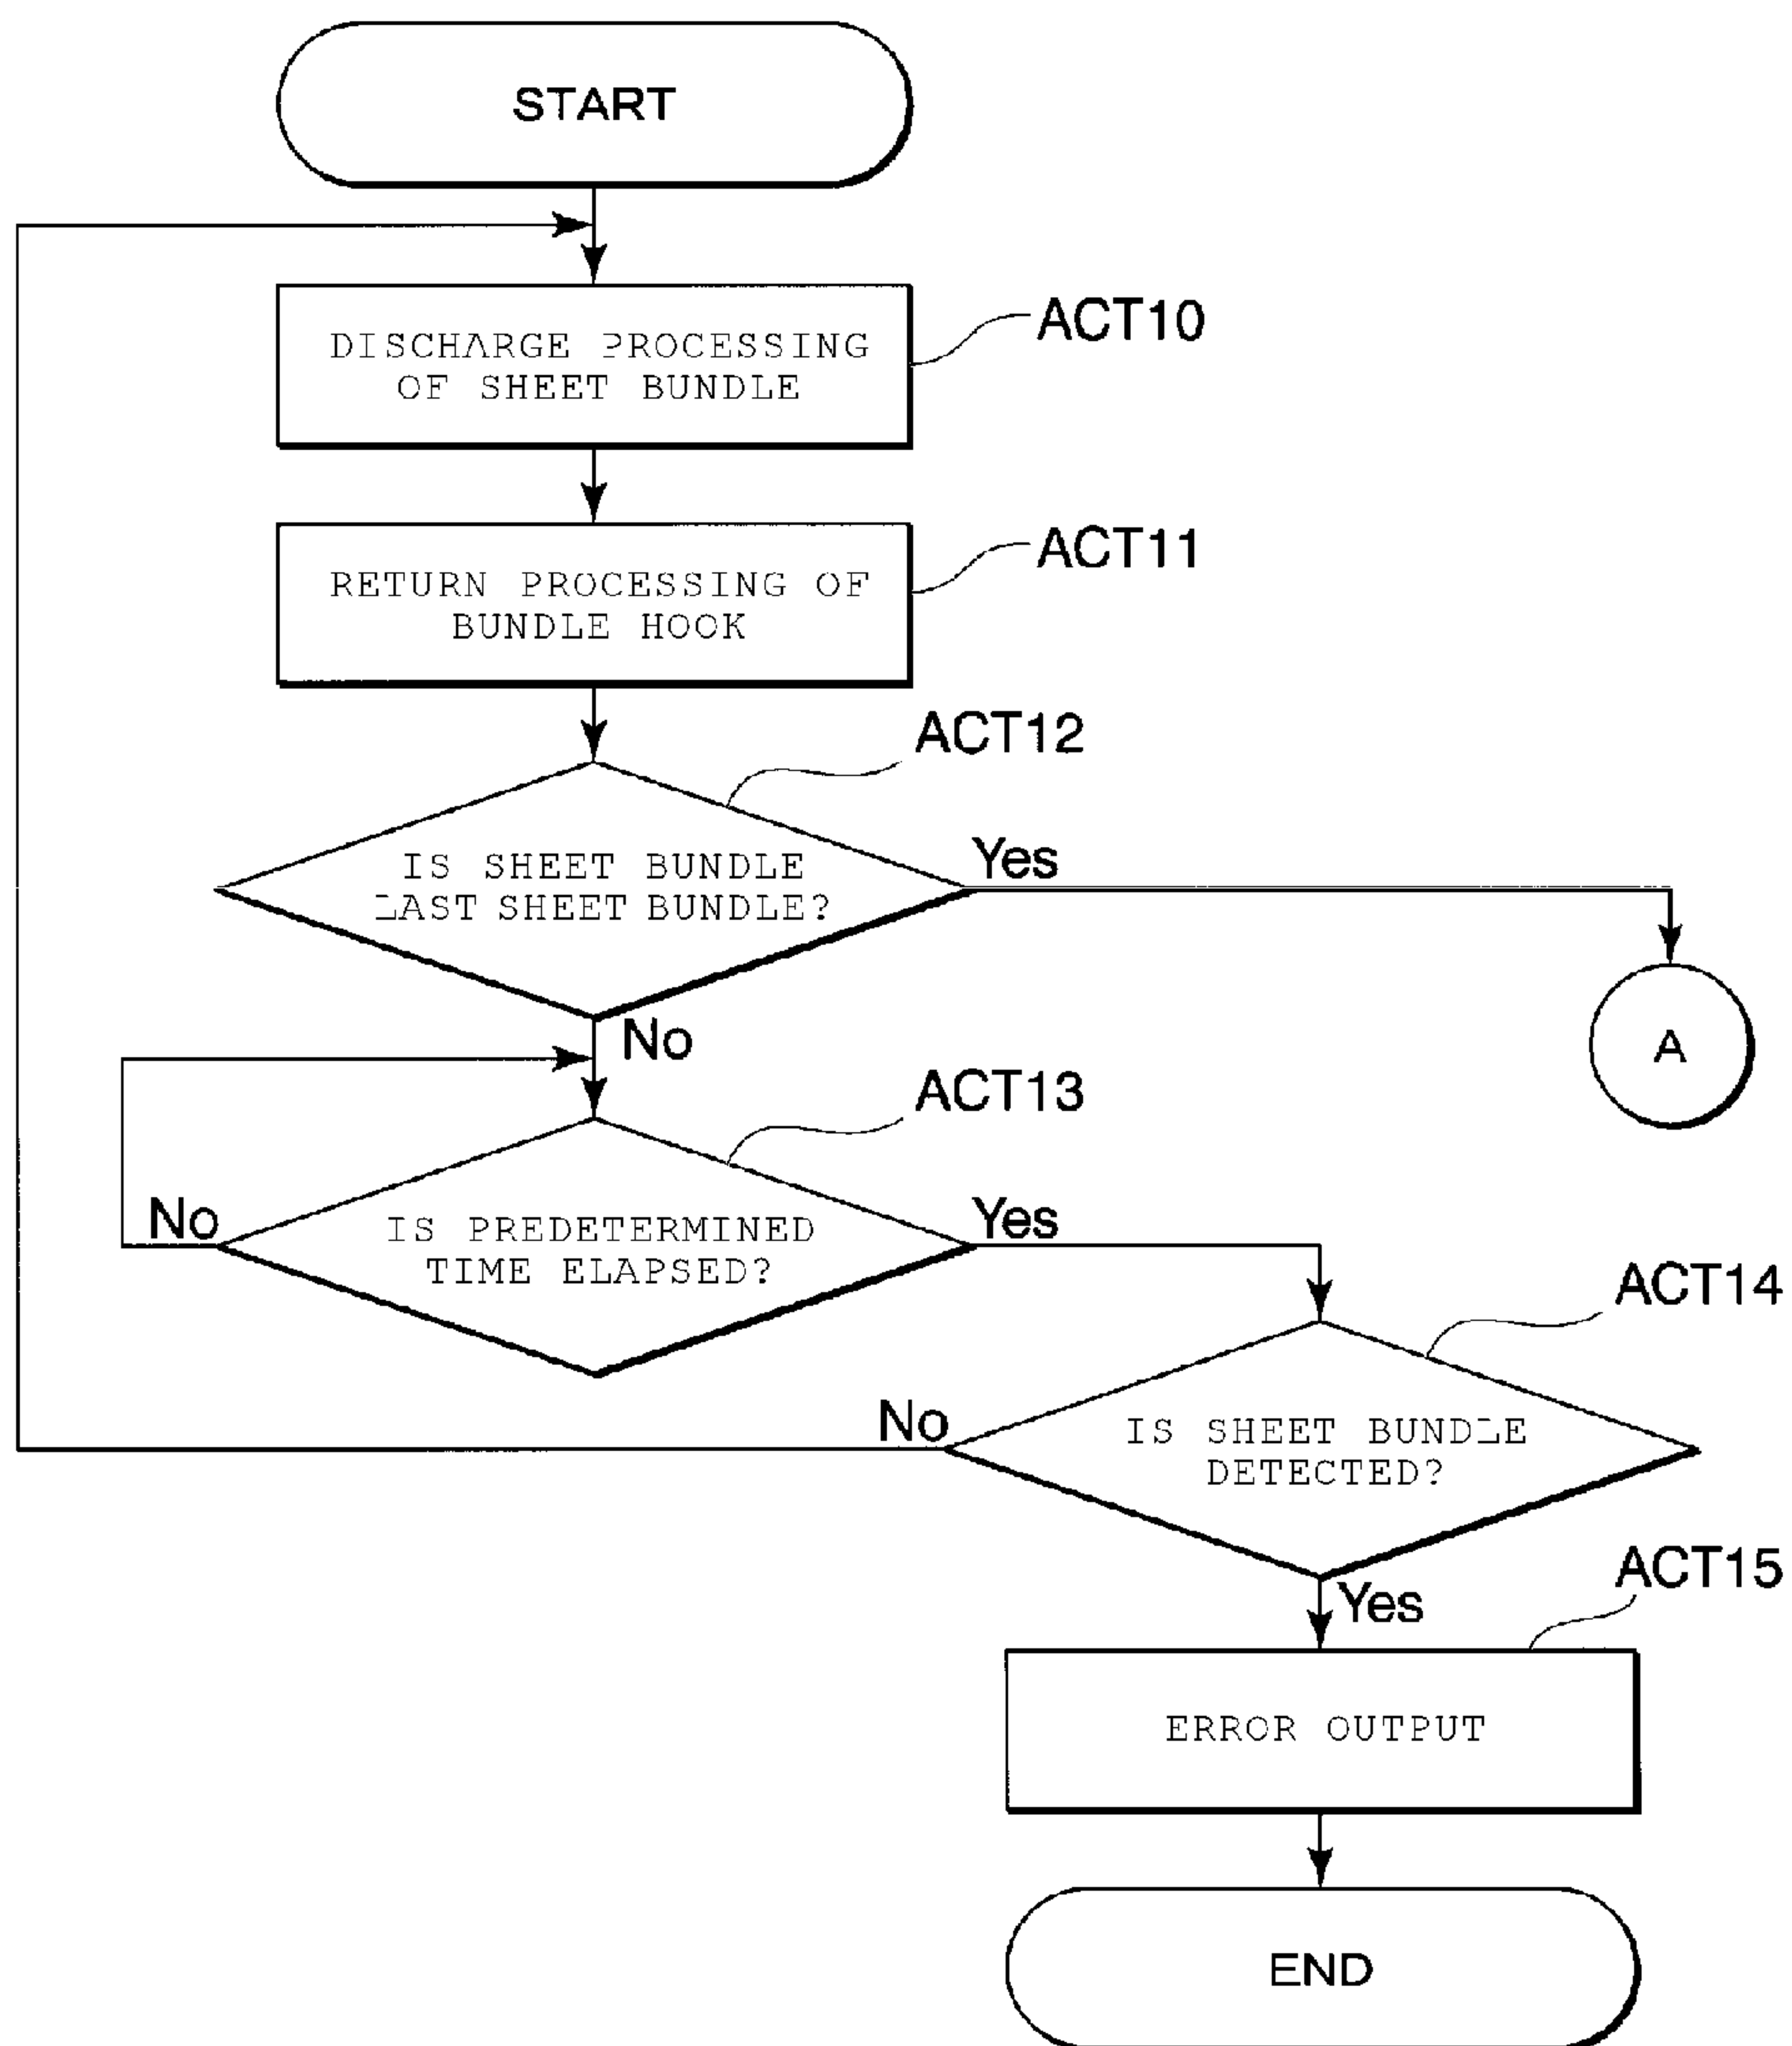 START
DISCHARGE PROCESSING
OF SHEET BUNDLE
ACT10
RETURN PROCESSING OF
BUNDLE HOOK
ACT11
ACT12
IS SHEET BUNDLE
LAST SHEET BUNDLE?
Yes
A
No
ACT13
No
IS PREDETERMINED
TIME ELAPSED?
Yes
ACT14
No
IS SHEET BUNDLE
DETECTED?
Yes
ACT15
ERROR OUTPUT
END